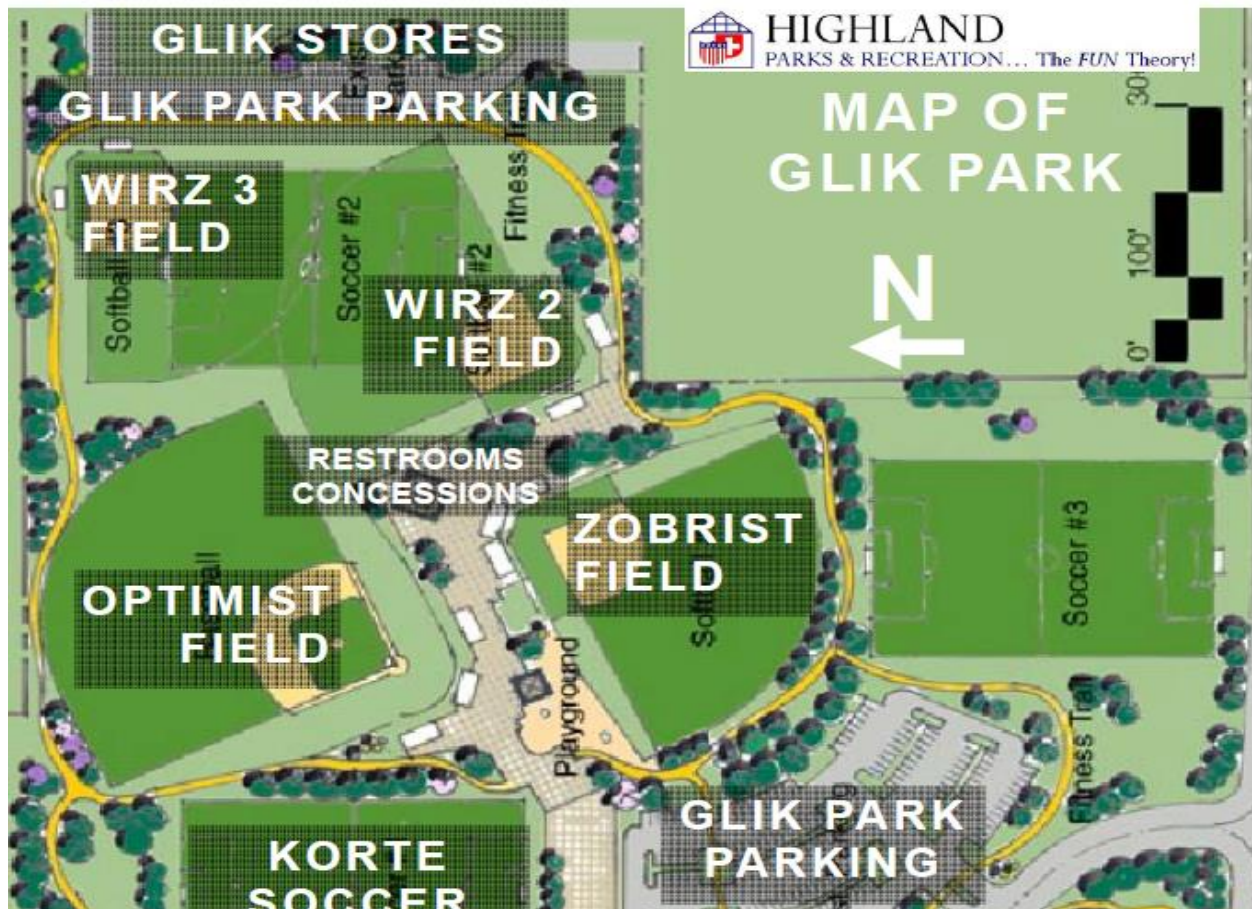 GLIK STORES
HIGHLAND
PARKS & RECREATION... The FUN Theory!
GLIK PARK PARKING
MAP OF
GLIK PARK
300
100'
0'
N
WIRZ 3
FIELD
Softball
Soccer #2
Fitness
#2
WIRZ 2
FIELD
RESTROOMS
CONCESSIONS
ZOBRIST
FIELD
Soccer #3
OPTIMIST
FIELD
Playground
Fitness Trail
GLIK PARK
PARKING
KORTE
SOCCER